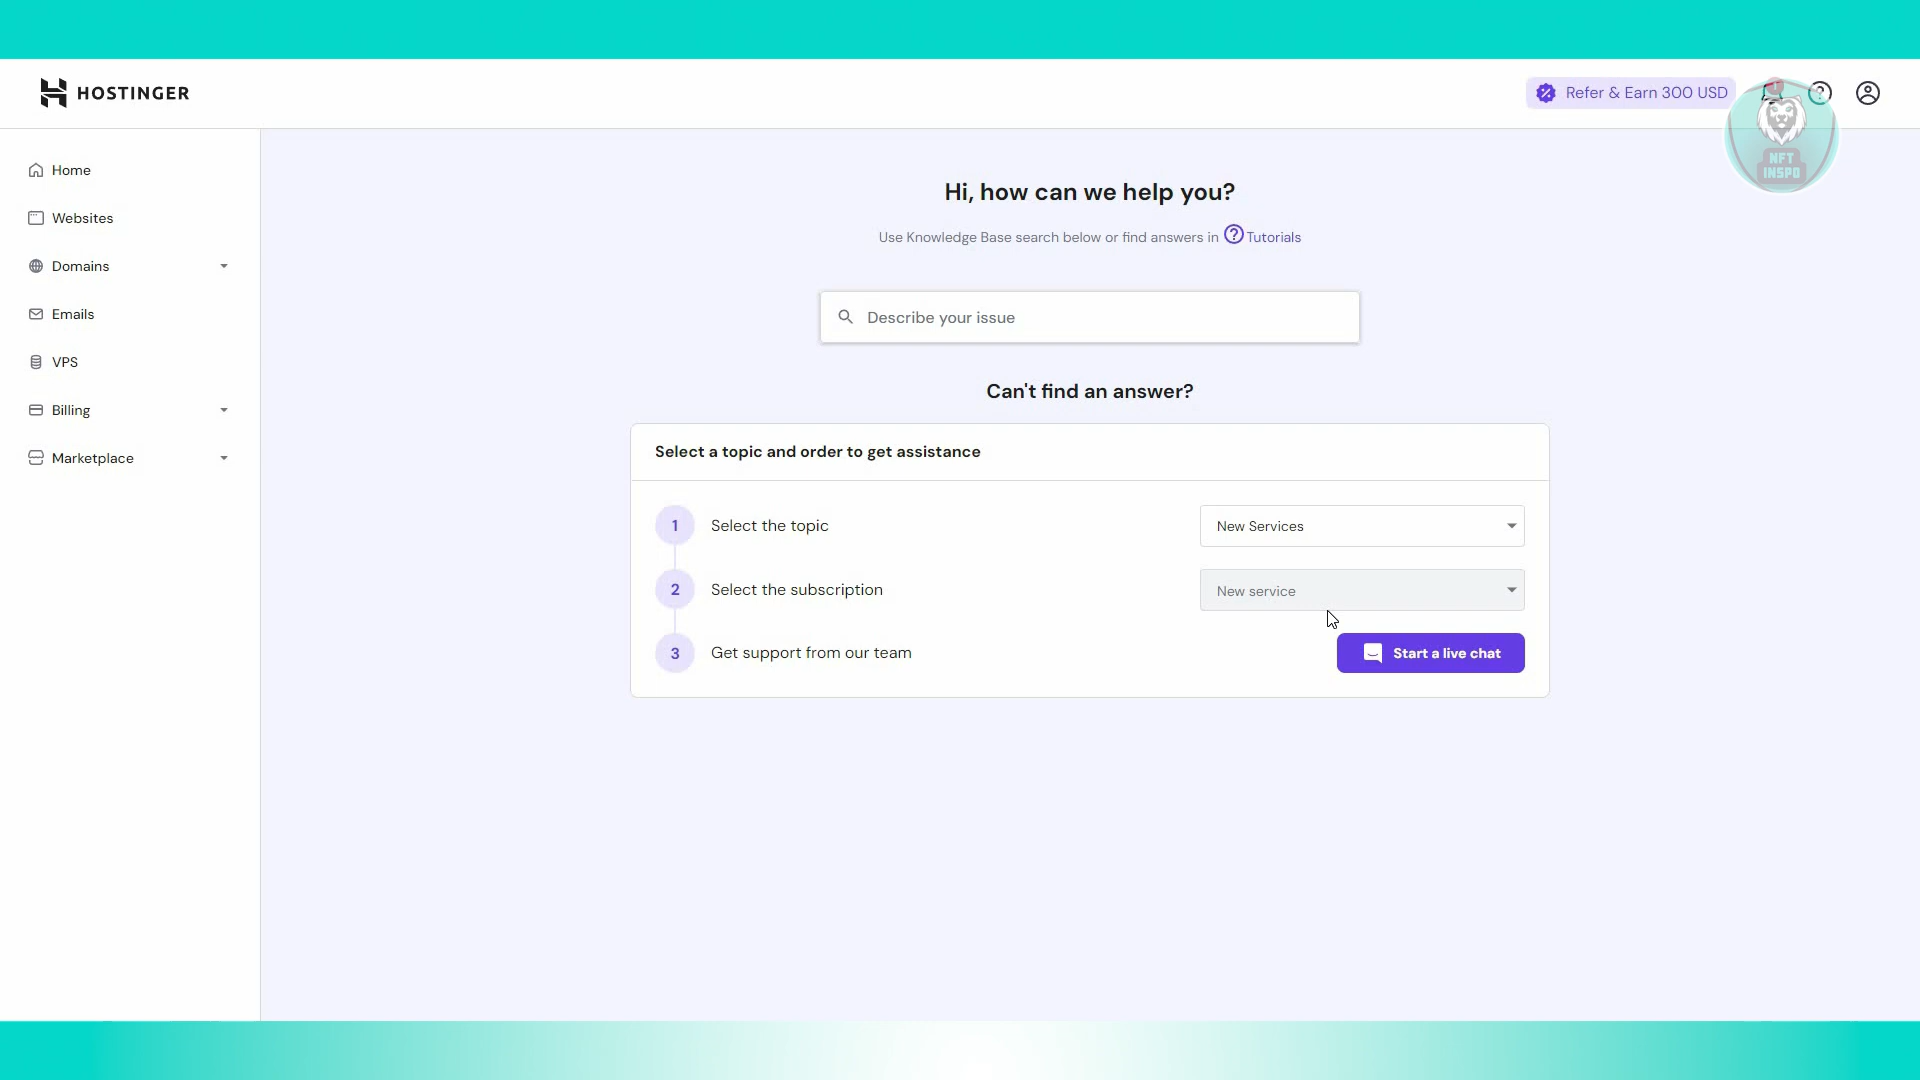 HOSTINGER
Refer & Earn 300 USD
NFT
INSPO
Home
Websites
Domains
Emails
VPS
Billing
Marketplace
Hi, how can we help you?
Use Knowledge Base search below or find answers in Tutorials
Describe your issue
Can't find an answer?
Select a topic and order to get assistance
1 Select the topic New Services
2 Select the subscription New service
3 Get support from our team Start a live chat